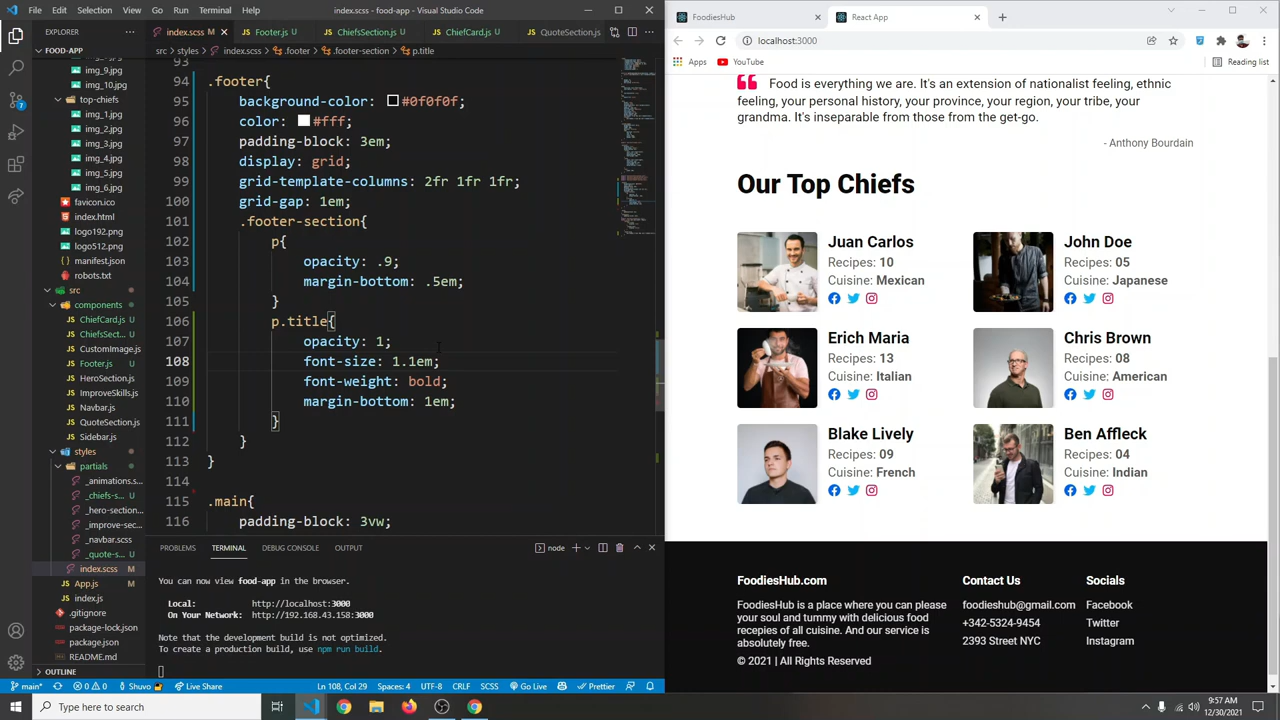 File Edit Selection View Go Run Terminal Help
index.scss - food-app - Visual Studio Code
EXPLORER
index.scss
Footer.js
ChiefsSection.js 6
ChiefCard.js 6
QuoteSection.js
src > styles > index.scss > .footer > .footer-section > p.title
FOOD-APP
img_9.jpg
img_10.jpg
top-chiefs
img_1.jpg
img_2.jpg
img_3.jpg
img_4.jpg
img_5.jpg
img_6.jpg
favicon.ico
index.html
logo192.png
logo512.png
manifest.json
robots.txt
src
components
ChiefCard.js
ChiefsSect...
CustomImage.js
Footer.js
HeroSection.js
ImproveSkills.js
Navbar.js
QuoteSection.js
Sidebar.js
styles
partials
_animations.s...
_chiefs-s...
_hero-section...
_improve-sec...
_navbar.scss
_quote-s...
index.scss
App.js
index.js
.gitignore
package-lock.json
package.json
README.md
OUTLINE
93
94 .footer{
95 background-color: #0f0f0f;
96 color: #fff;
97 padding-block: 3em;
98 display: grid;
99 grid-template-columns: 2fr 1fr 1fr;
100 grid-gap: 1em;
101 .footer-section{
102 p{
103 opacity: .9;
104 margin-bottom: .5em;
105 }
106 p.title{
107 opacity: 1;
108 font-size: 1.1em;
109 font-weight: bold;
110 margin-bottom: 1em;
111 }
112 }
113 }
114
115 .main{
116 padding-block: 3vw;
PROBLEMS TERMINAL DEBUG CONSOLE OUTPUT
node
You can now view food-app in the browser.
Local: http://localhost:3000
On Your Network: http://192.168.43.158:3000
Note that the development build is not optimized.
To create a production build, use npm run build.
main* 0 0 Shuvo Live Share
Ln 108, Col 29 Spaces: 4 UTF-8 CRLF SCSS Go Live Prettier
FoodiesHub
React App
localhost:3000
Apps YouTube
Reading list
Food is everything we are. It's an extension of nationalist feeling, ethnic
feeling, your personal history, your province, your region, your tribe, your
grandma. It's inseparable from those from the get-go.
- Anthony Bourdain
Our Top Chiefs
Juan Carlos
Recipes: 10
Cuisine: Mexican
John Doe
Recipes: 05
Cuisine: Japanese
Erich Maria
Recipes: 13
Cuisine: Italian
Chris Brown
Recipes: 08
Cuisine: American
Blake Lively
Recipes: 09
Cuisine: French
Ben Affleck
Recipes: 04
Cuisine: Indian
FoodiesHub.com
FoodiesHub is a place where you can please
your soul and tummy with delicious food
recepies of all cuisine. And our service is
absolutely free.
© 2021 | All Rights Reserved
Contact Us
foodieshub@gmail.com
+342-5324-9454
2393 Street NYC
Socials
Facebook
Twitter
Instagram
Type here to search
9:57 AM
12/30/2021